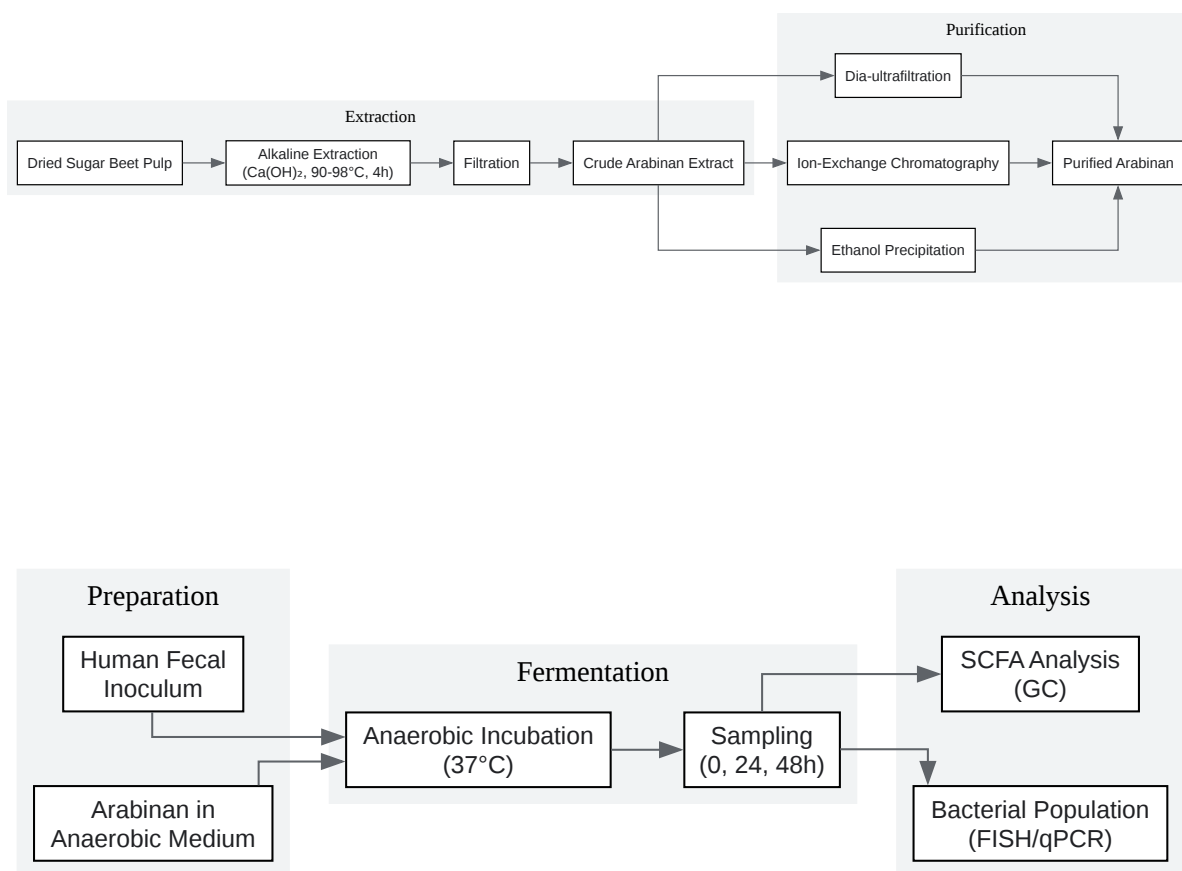 Purification
Dia-ultrafiltration
Extraction
Dried Sugar Beet Pulp
Alkaline Extraction
(Ca(OH)₂, 90-98°C, 4h)
Filtration
Crude Arabinan Extract
Ion-Exchange Chromatography
Purified Arabinan
Ethanol Precipitation
Preparation
Human Fecal
Inoculum
Arabinan in
Anaerobic Medium
Fermentation
Anaerobic Incubation
(37°C)
Sampling
(0, 24, 48h)
Analysis
SCFA Analysis
(GC)
Bacterial Population
(FISH/qPCR)